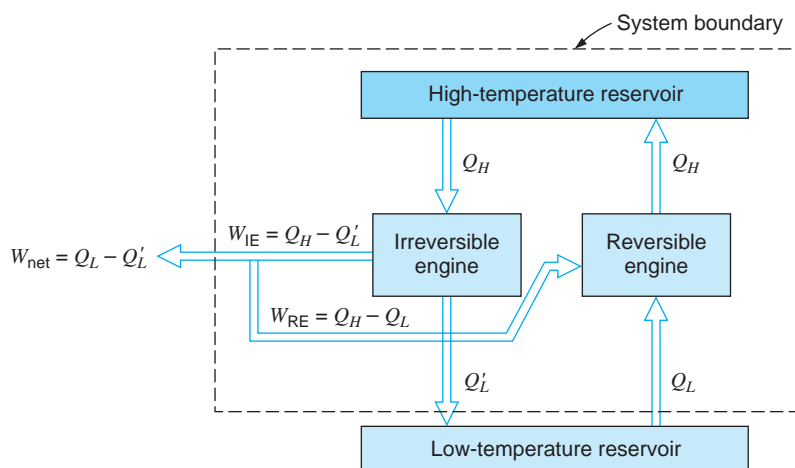 System boundary
High-temperature reservoir
Q_H
Q_H
W_IE = Q_H − Q′_L
Irreversible
engine
Reversible
engine
W_net = Q_L − Q′_L
W_RE = Q_H − Q_L
Q′_L
Q_L
Low-temperature reservoir